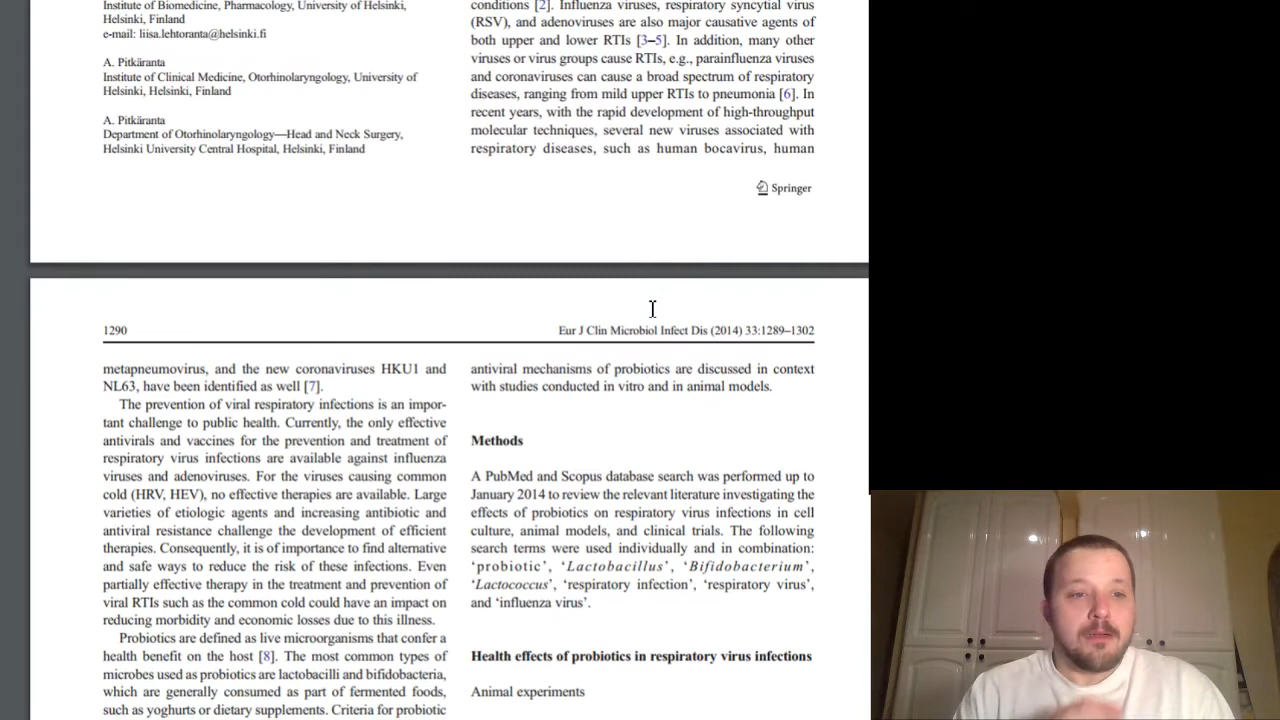 Institute of Biomedicine, Pharmacology, University of Helsinki,
Helsinki, Finland
e-mail: liisa.lehtoranta@helsinki.fi
A. Pitkäranta
Institute of Clinical Medicine, Otorhinolaryngology, University of
Helsinki, Helsinki, Finland
A. Pitkäranta
Department of Otorhinolaryngology—Head and Neck Surgery,
Helsinki University Central Hospital, Helsinki, Finland
conditions [2]. Influenza viruses, respiratory syncytial virus
(RSV), and adenoviruses are also major causative agents of
both upper and lower RTIs [3–5]. In addition, many other
viruses or virus groups cause RTIs, e.g., parainfluenza viruses
and coronaviruses can cause a broad spectrum of respiratory
diseases, ranging from mild upper RTIs to pneumonia [6]. In
recent years, with the rapid development of high-throughput
molecular techniques, several new viruses associated with
respiratory diseases, such as human bocavirus, human
Springer
1290
Eur J Clin Microbiol Infect Dis (2014) 33:1289–1302
metapneumovirus, and the new coronaviruses HKU1 and
NL63, have been identified as well [7].
The prevention of viral respiratory infections is an impor-
tant challenge to public health. Currently, the only effective
antivirals and vaccines for the prevention and treatment of
respiratory virus infections are available against influenza
viruses and adenoviruses. For the viruses causing common
cold (HRV, HEV), no effective therapies are available. Large
varieties of etiologic agents and increasing antibiotic and
antiviral resistance challenge the development of efficient
therapies. Consequently, it is of importance to find alternative
and safe ways to reduce the risk of these infections. Even
partially effective therapy in the treatment and prevention of
viral RTIs such as the common cold could have an impact on
reducing morbidity and economic losses due to this illness.
Probiotics are defined as live microorganisms that confer a
health benefit on the host [8]. The most common types of
microbes used as probiotics are lactobacilli and bifidobacteria,
which are generally consumed as part of fermented foods,
such as yoghurts or dietary supplements. Criteria for probiotic
antiviral mechanisms of probiotics are discussed in context
with studies conducted in vitro and in animal models.
Methods
A PubMed and Scopus database search was performed up to
January 2014 to review the relevant literature investigating the
effects of probiotics on respiratory virus infections in cell
culture, animal models, and clinical trials. The following
search terms were used individually and in combination:
‘probiotic’, ‘Lactobacillus’, ‘Bifidobacterium’,
‘Lactococcus’, ‘respiratory infection’, ‘respiratory virus’,
and ‘influenza virus’.
Health effects of probiotics in respiratory virus infections
Animal experiments